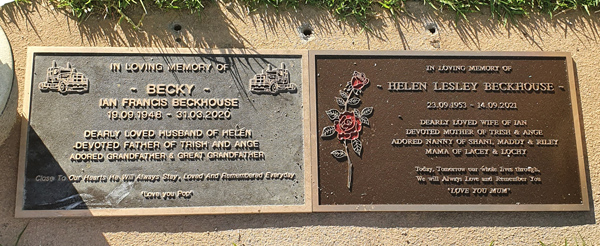 IN LOVING MEMORY OF
- BECKY -
IAN FRANCIS BECKHOUSE
19.09.1948 - 31.03.2020
DEARLY LOVED HUSBAND OF HELEN
DEVOTED FATHER OF TRISH AND ANGE
ADORED GRANDFATHER & GREAT GRANDFATHER
Close To Our Hearts He Will Always Stay, Loved And Remembered Everyday
"Love you Pop"
IN LOVING MEMORY OF
- HELEN LESLEY BECKHOUSE -
23.09.1953 - 14.09.2021
DEARLY LOVED WIFE OF IAN
DEVOTED MOTHER OF TRISH & ANGE
ADORED NANNY OF SHANI, MADDY & RILEY
MAMA OF LACEY & LOCHY
Today, Tomorrow our whole lives through,
We will Always Love and Remember You
"LOVE YOU MUM"